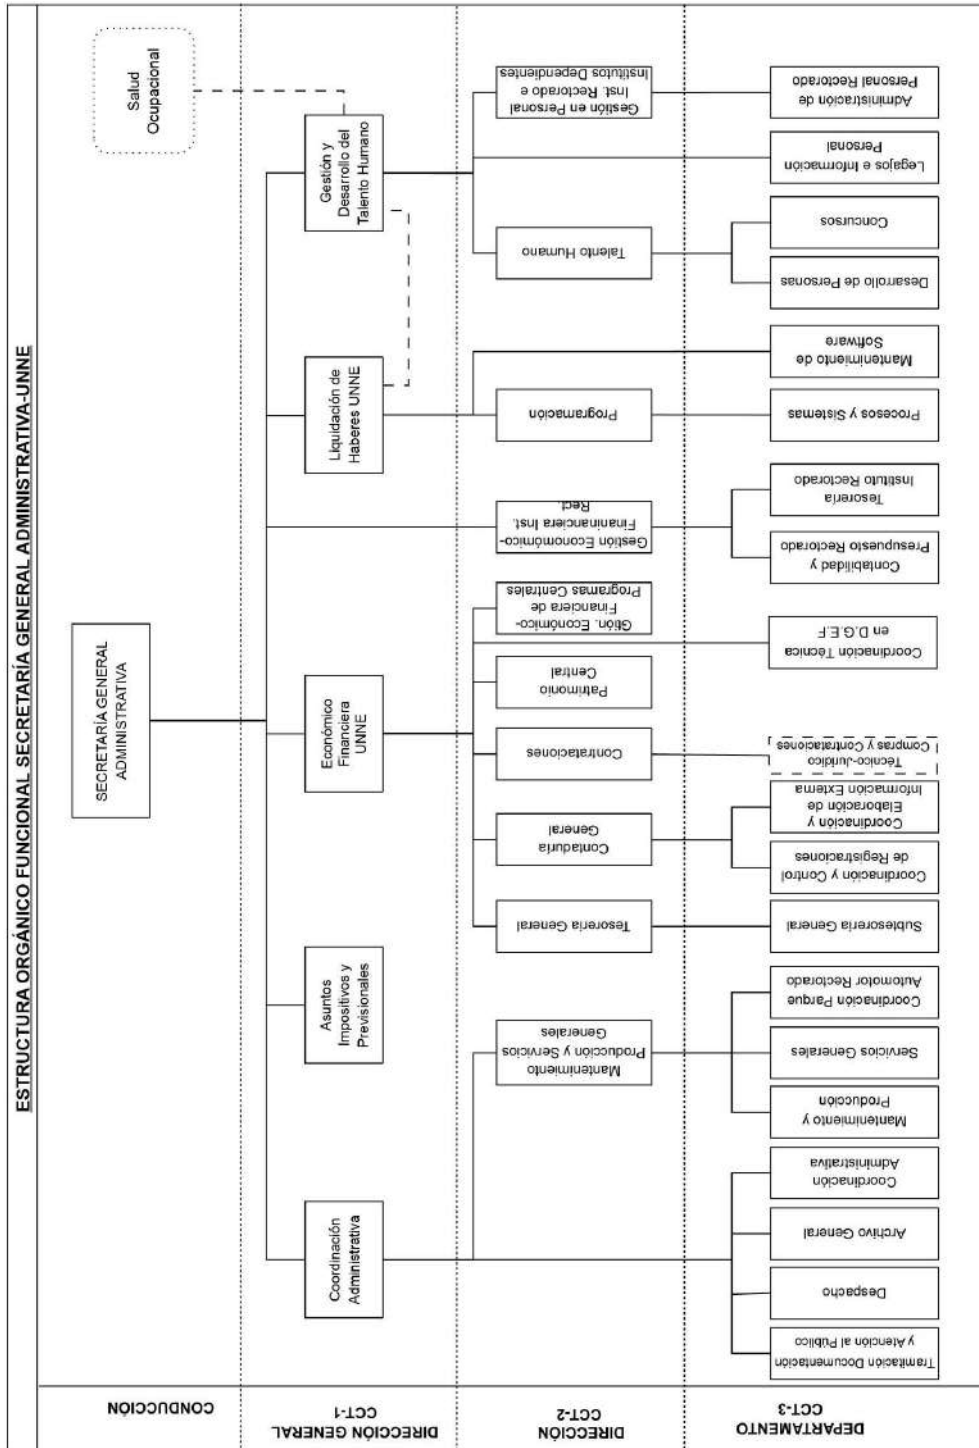 ESTRUCTURA ORGÁNICO FUNCIONAL SECRETARÍA GENERAL ADMINISTRATIVA-UNNE
CONDUCCIÓN
SECRETARÍA GENERAL
ADMINISTRATIVA
Salud
Ocupacional
DIRECCIÓN GENERAL
CCT-1
Coordinación
Administrativa
Asuntos
Impositivos y
Previsionales
Económico
Financiera
UNNE
Liquidación de
Haberes UNNE
Gestión y
Desarrollo del
Talento Humano
DIRECCIÓN
CCT-2
Mantenimiento
Producción y Servicios
Generales
Tesorería General
Contaduría
General
Contrataciones
Patrimonio
Central
Gtión. Económico-
Financiera de
Programas Centrales
Gestión Económómico-
Finaninanciera Inst.
Rect.
Programación
Talento Humano
Gestión en Personal
Inst. Rectorado e
Institutos Dependientes
DEPARTAMENTO
CCT-3
Tramitación Documentación
y Atención al Público
Despacho
Archivo General
Coordinación
Administrativa
Mantenimiento y
Producción
Servicios Generales
Coordinación Parque
Automotor Rectorado
Subtesorería General
Coordinación y Control
de Registraciones
Coordinación y
Elaboración de
Información Externa
Técnico-Jurídico
Compras y Contrataciones
Coordinación Técnica
en D.G.E.F
Contabilidad y
Presupuesto Rectorado
Tesorería
Instituto Rectorado
Procesos y Sistemas
Mantenimiento de
Software
Desarrollo de Personas
Concursos
Legajos e Información
Personal
Administración de
Personal Rectorado